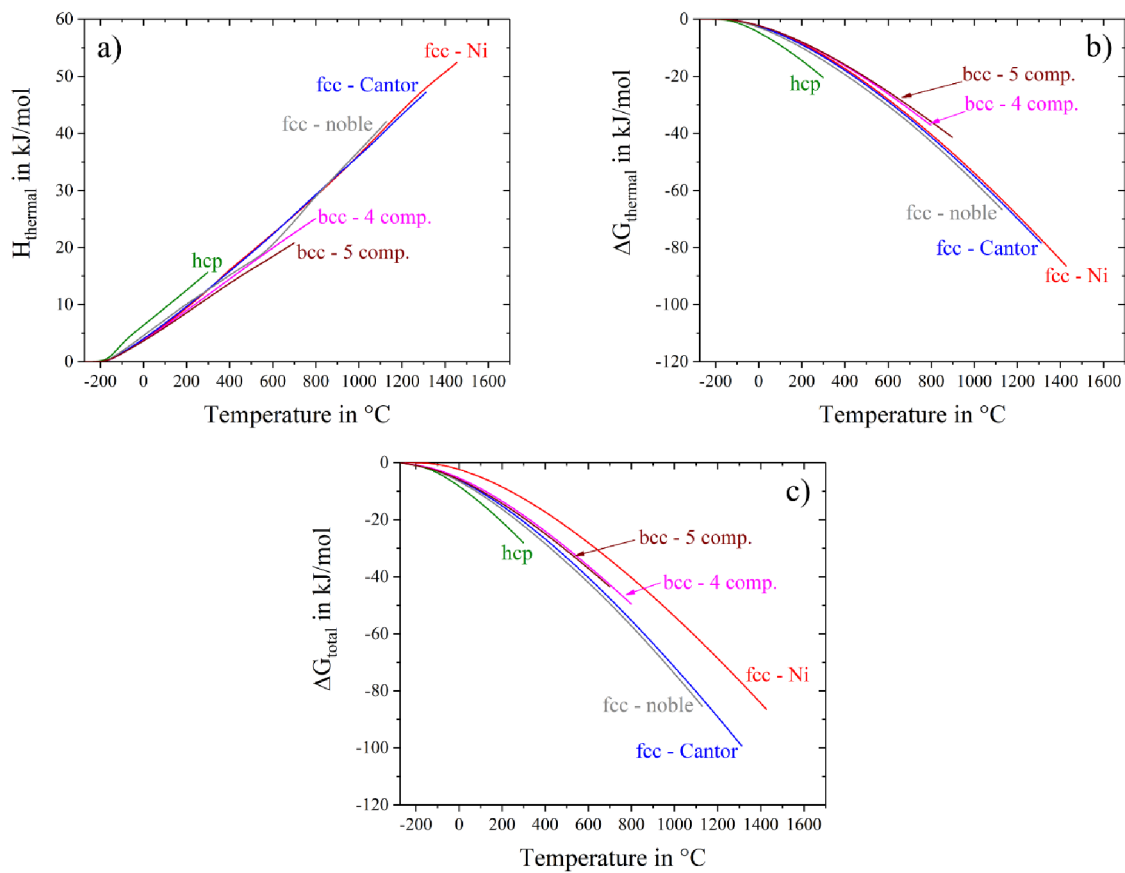 a)
60
50
40
30
20
10
0
H_thermal in kJ/mol
fcc - Ni
fcc - Cantor
fcc - noble
bcc - 4 comp.
bcc - 5 comp.
hcp
-200 0 200 400 600 800 1000 1200 1400 1600
Temperature in °C
b)
0
-20
-40
-60
-80
-100
-120
ΔG_thermal in kJ/mol
bcc - 5 comp.
bcc - 4 comp.
hcp
fcc - noble
fcc - Cantor
fcc - Ni
-200 0 200 400 600 800 1000 1200 1400 1600
Temperature in °C
c)
0
-20
-40
-60
-80
-100
-120
ΔG_total in kJ/mol
bcc - 5 comp.
hcp
bcc - 4 comp.
fcc - Ni
fcc - noble
fcc - Cantor
-200 0 200 400 600 800 1000 1200 1400 1600
Temperature in °C